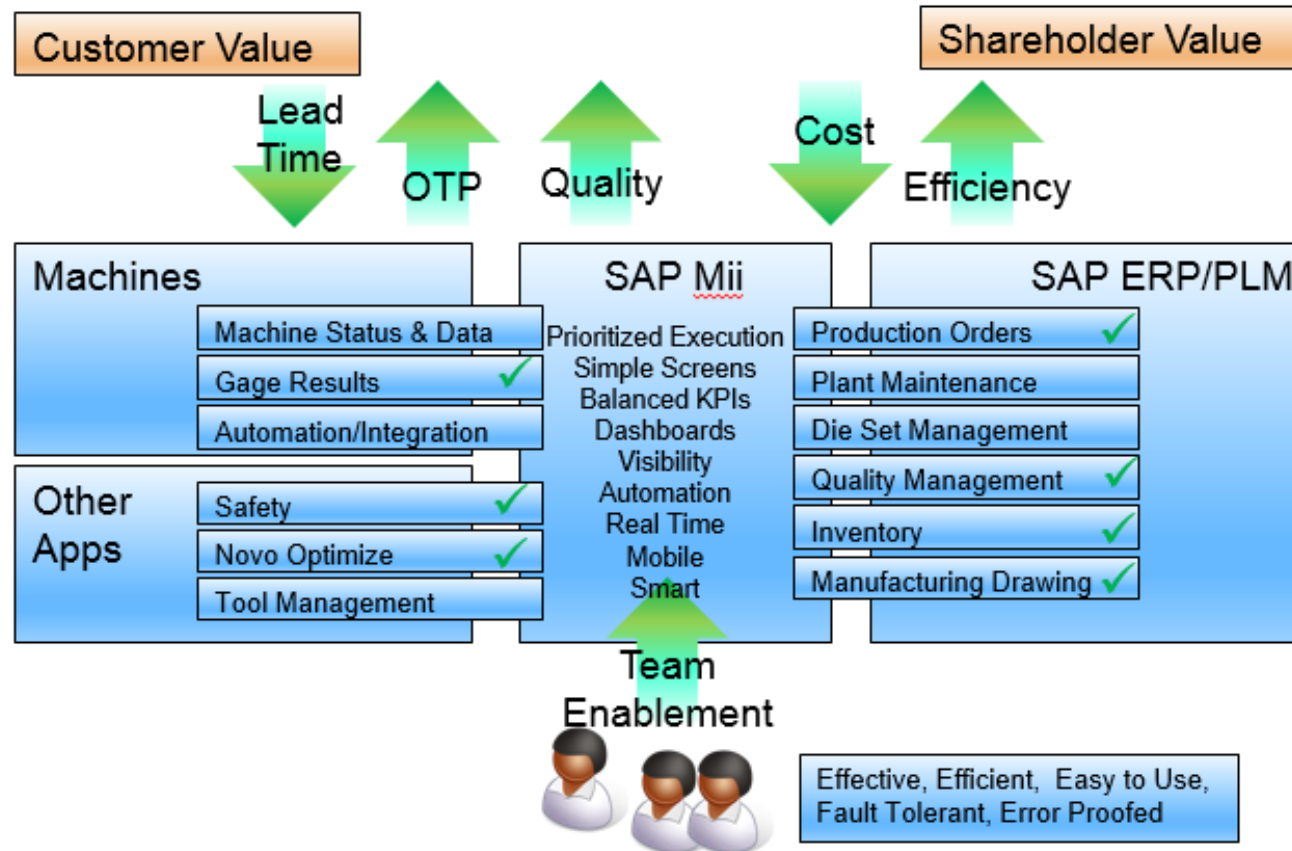 Customer Value
Shareholder Value
Lead
Time
OTP
Quality
Cost
Efficiency
Machines
Machine Status & Data
Gage Results
Automation/Integration
Other
Apps
Safety
Novo Optimize
Tool Management
SAP Mii
Prioritized Execution
Simple Screens
Balanced KPIs
Dashboards
Visibility
Automation
Real Time
Mobile
Smart
SAP ERP/PLM
Production Orders
Plant Maintenance
Die Set Management
Quality Management
Inventory
Manufacturing Drawing
Team
Enablement
Effective, Efficient, Easy to Use,
Fault Tolerant, Error Proofed